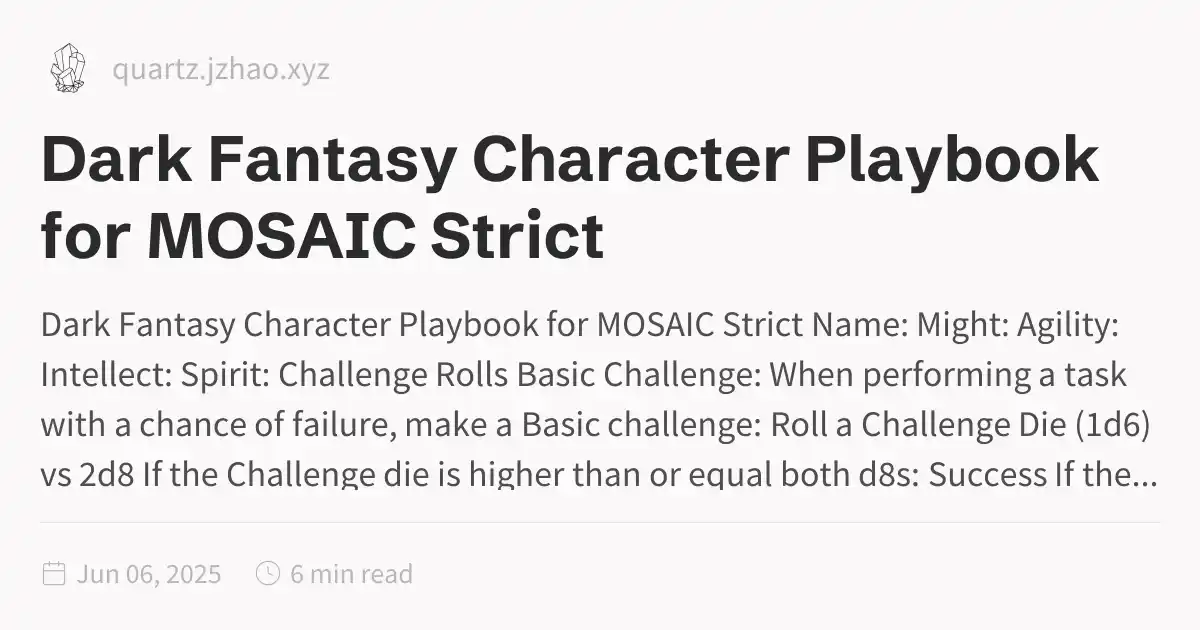 quartz.jzhao.xyz
Dark Fantasy Character Playbook
for MOSAIC Strict
Dark Fantasy Character Playbook for MOSAIC Strict Name: Might: Agility:
Intellect: Spirit: Challenge Rolls Basic Challenge: When performing a task
with a chance of failure, make a Basic challenge: Roll a Challenge Die (1d6)
vs 2d8 If the Challenge die is higher than or equal both d8s: Success If the...
Jun 06, 2025 6 min read